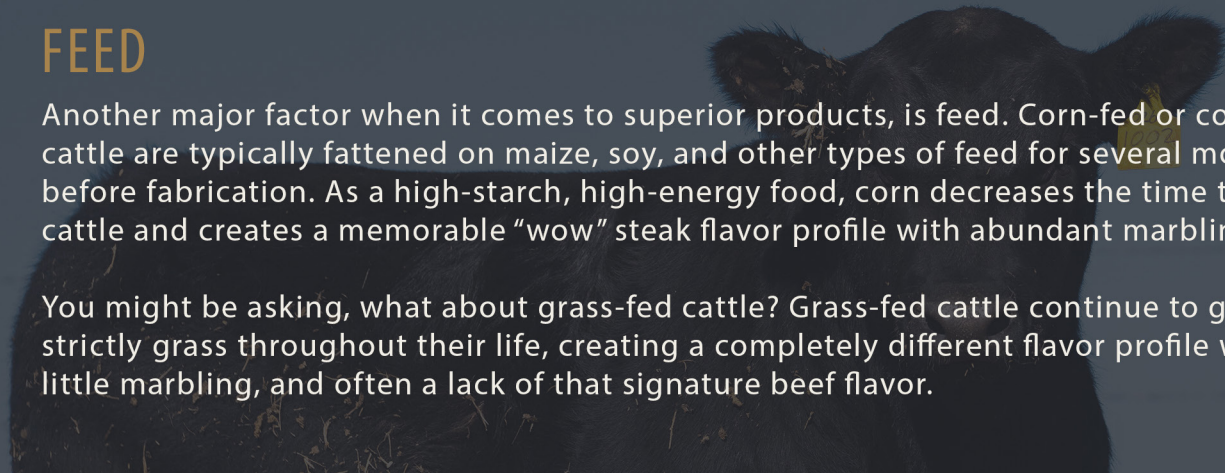 FEED
Another major factor when it comes to superior products, is feed. Corn-fed or
cattle are typically fattened on maize, soy, and other types of feed for several
before fabrication. As a high-starch, high-energy food, corn decreases the time
cattle and creates a memorable “wow” steak flavor profile with abundant
You might be asking, what about grass-fed cattle? Grass-fed cattle continue to
strictly grass throughout their life, creating a completely different flavor profile
little marbling, and often a lack of that signature beef flavor.